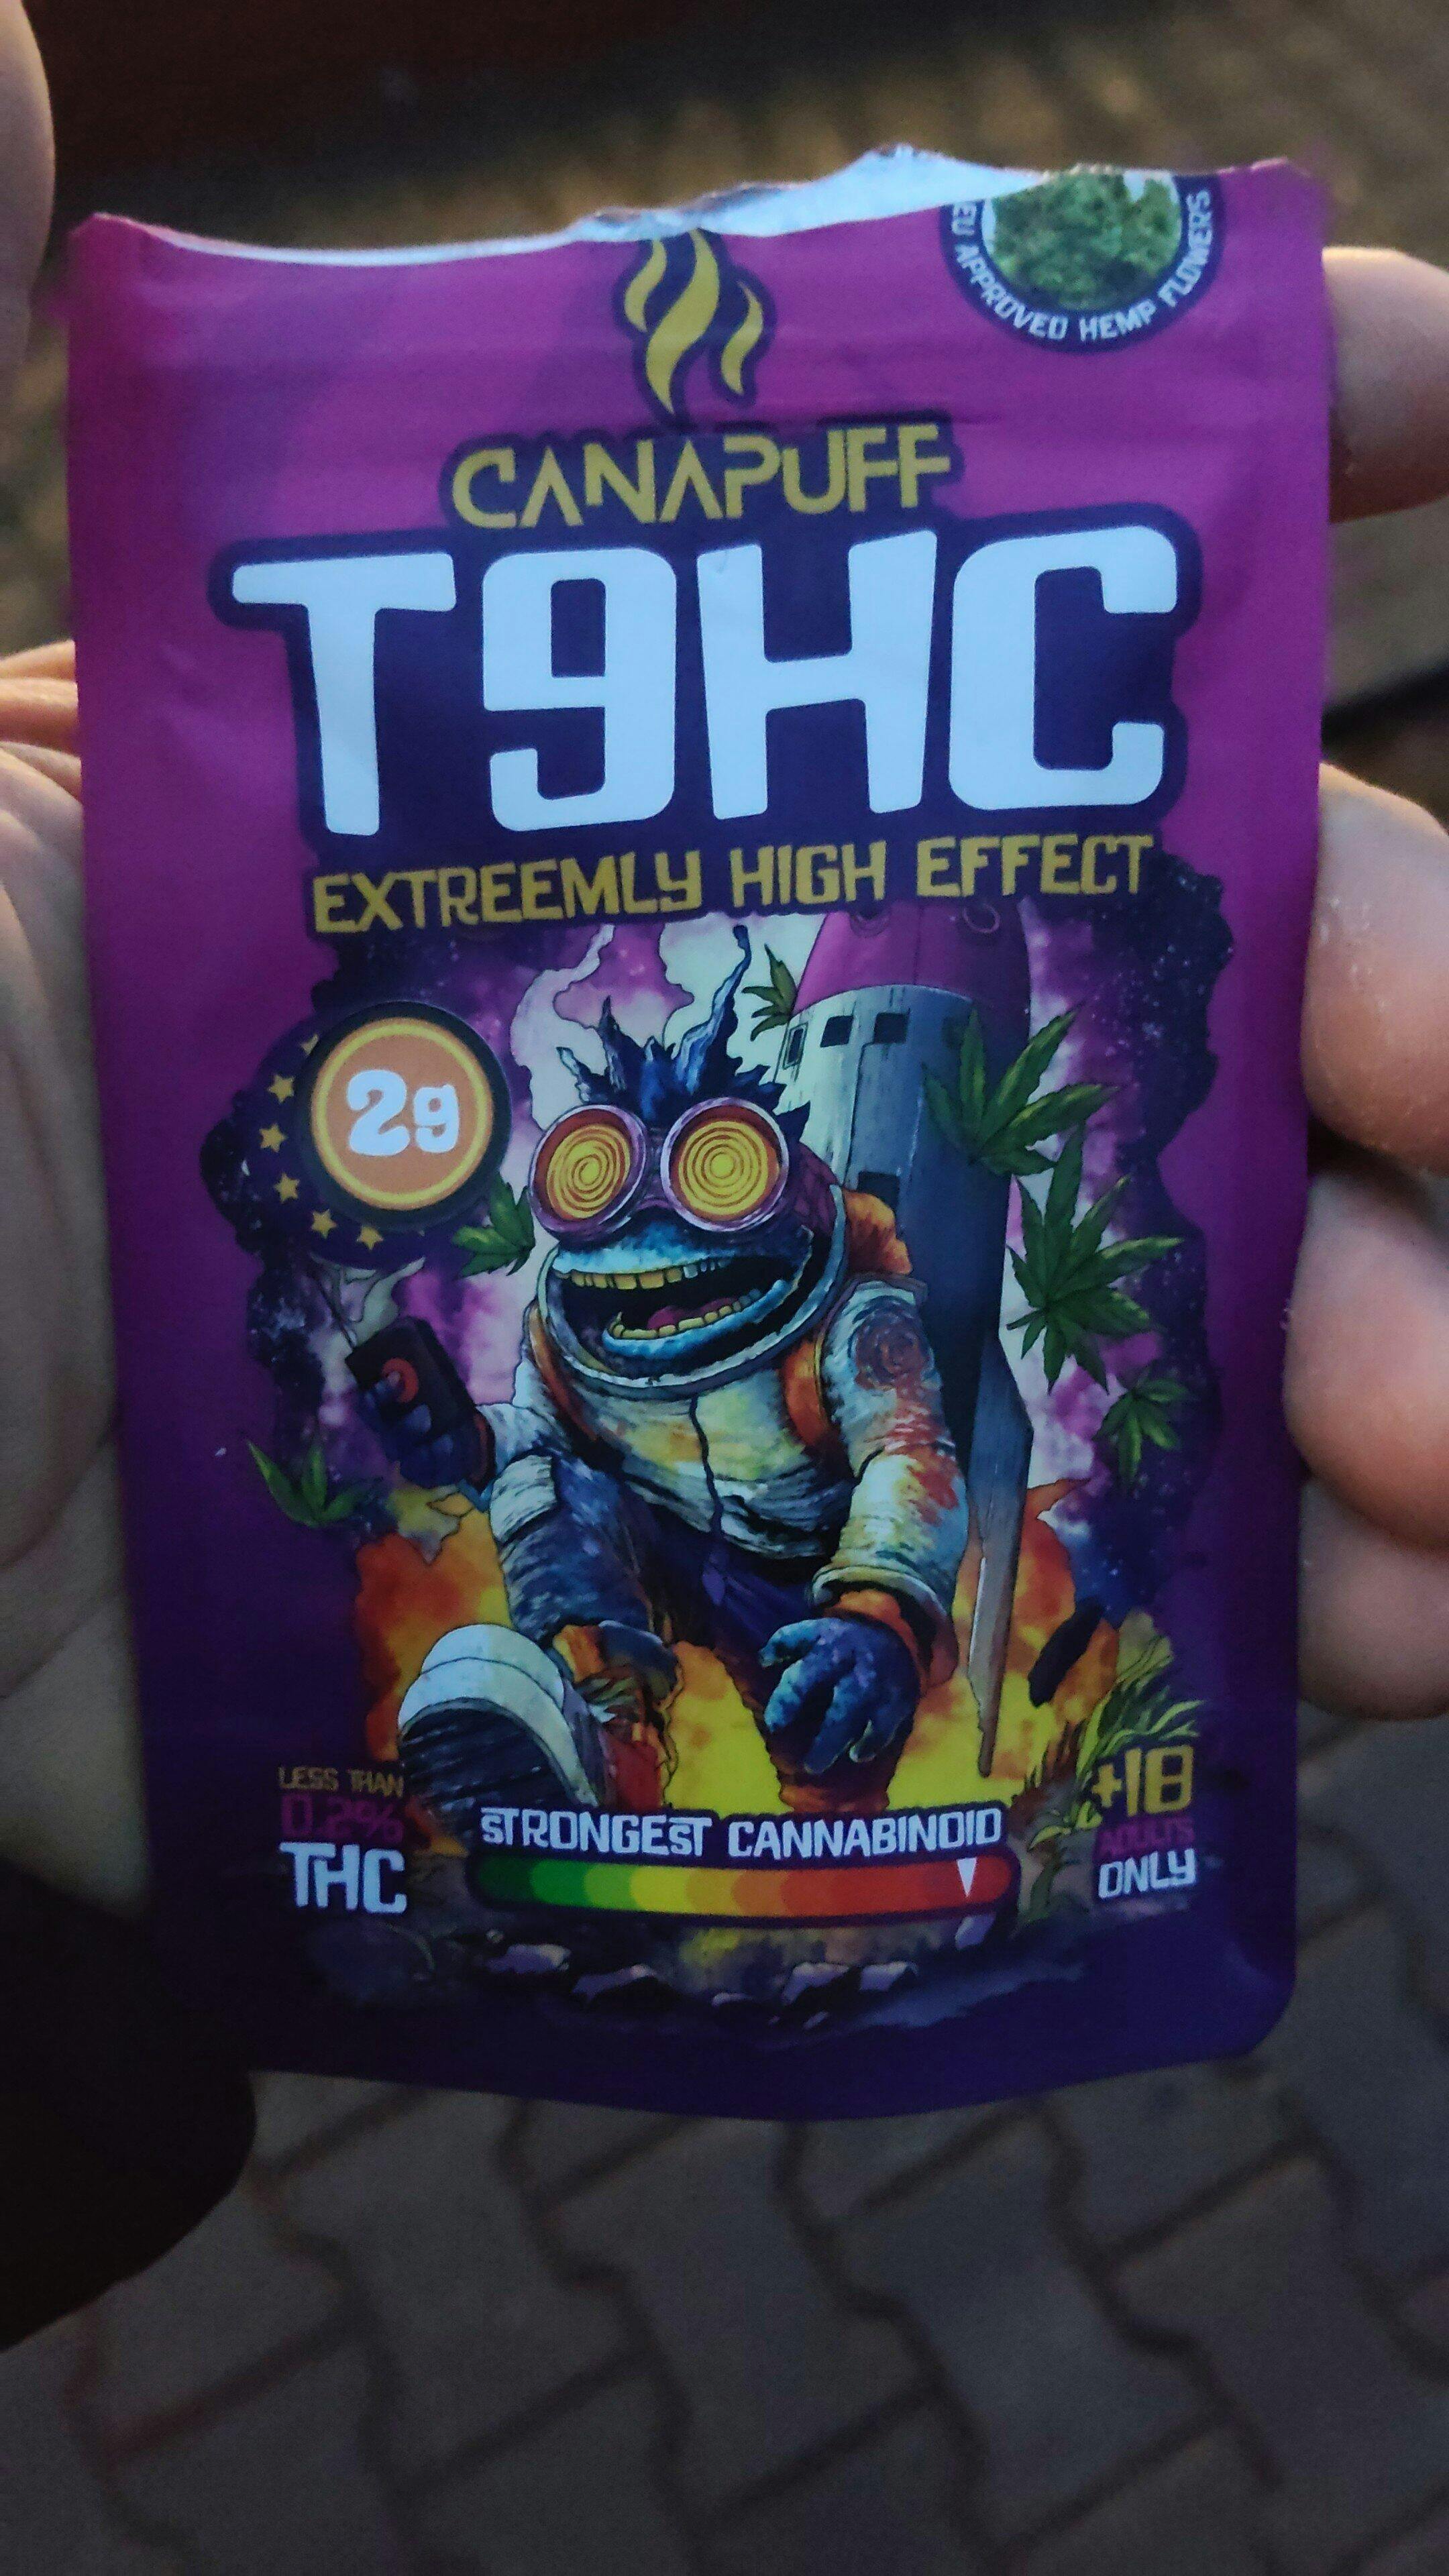 EU APPROVED HEMP FLOWERS
CANAPUFF
T9HC
EXTREEMLY HIGH EFFECT
2g
LESS THAN
0.2%
THC
STRONGEST CANNABINOID
+18
ADULTS
ONLY